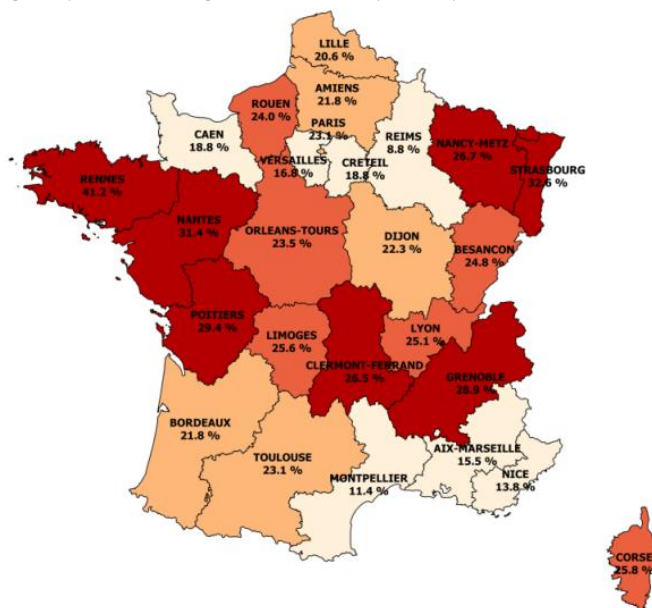 LILLE
20.6 %
AMIENS
21.8 %
ROUEN
24.0 %
PARIS
23.1 %
CAEN
18.8 %
REIMS
8.8 %
NANCY-METZ
26.7 %
VERSAILLES
16.8 %
CRETEIL
18.8 %
STRASBOURG
32.6 %
RENNES
41.2 %
NANTES
31.4 %
ORLEANS-TOURS
23.5 %
DIJON
22.3 %
BESANCON
24.8 %
POITIERS
29.4 %
LIMOGES
25.6 %
LYON
25.1 %
CLERMONT-FERRAND
26.5 %
GRENOBLE
28.9 %
BORDEAUX
21.8 %
TOULOUSE
23.1 %
MONTPELLIER
11.4 %
AIX-MARSEILLE
15.5 %
NICE
13.8 %
CORSE
25.8 %